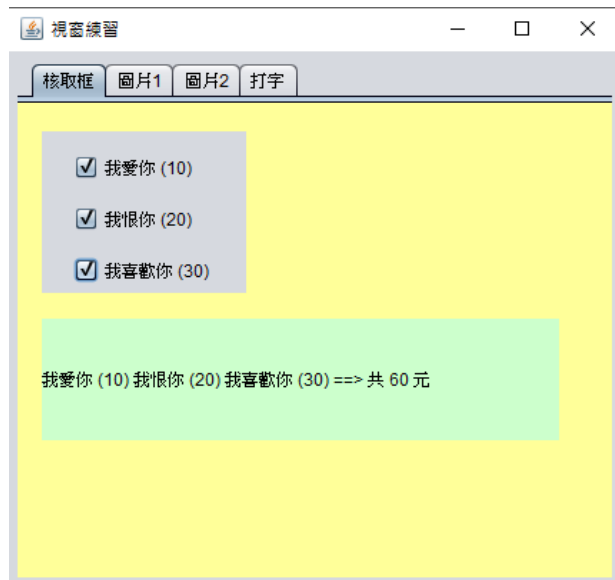 視窗練習
核取框 圖片1 圖片2 打字
我愛你 (10)
我恨你 (20)
我喜歡你 (30)
我愛你 (10) 我恨你 (20) 我喜歡你 (30) ==> 共 60 元